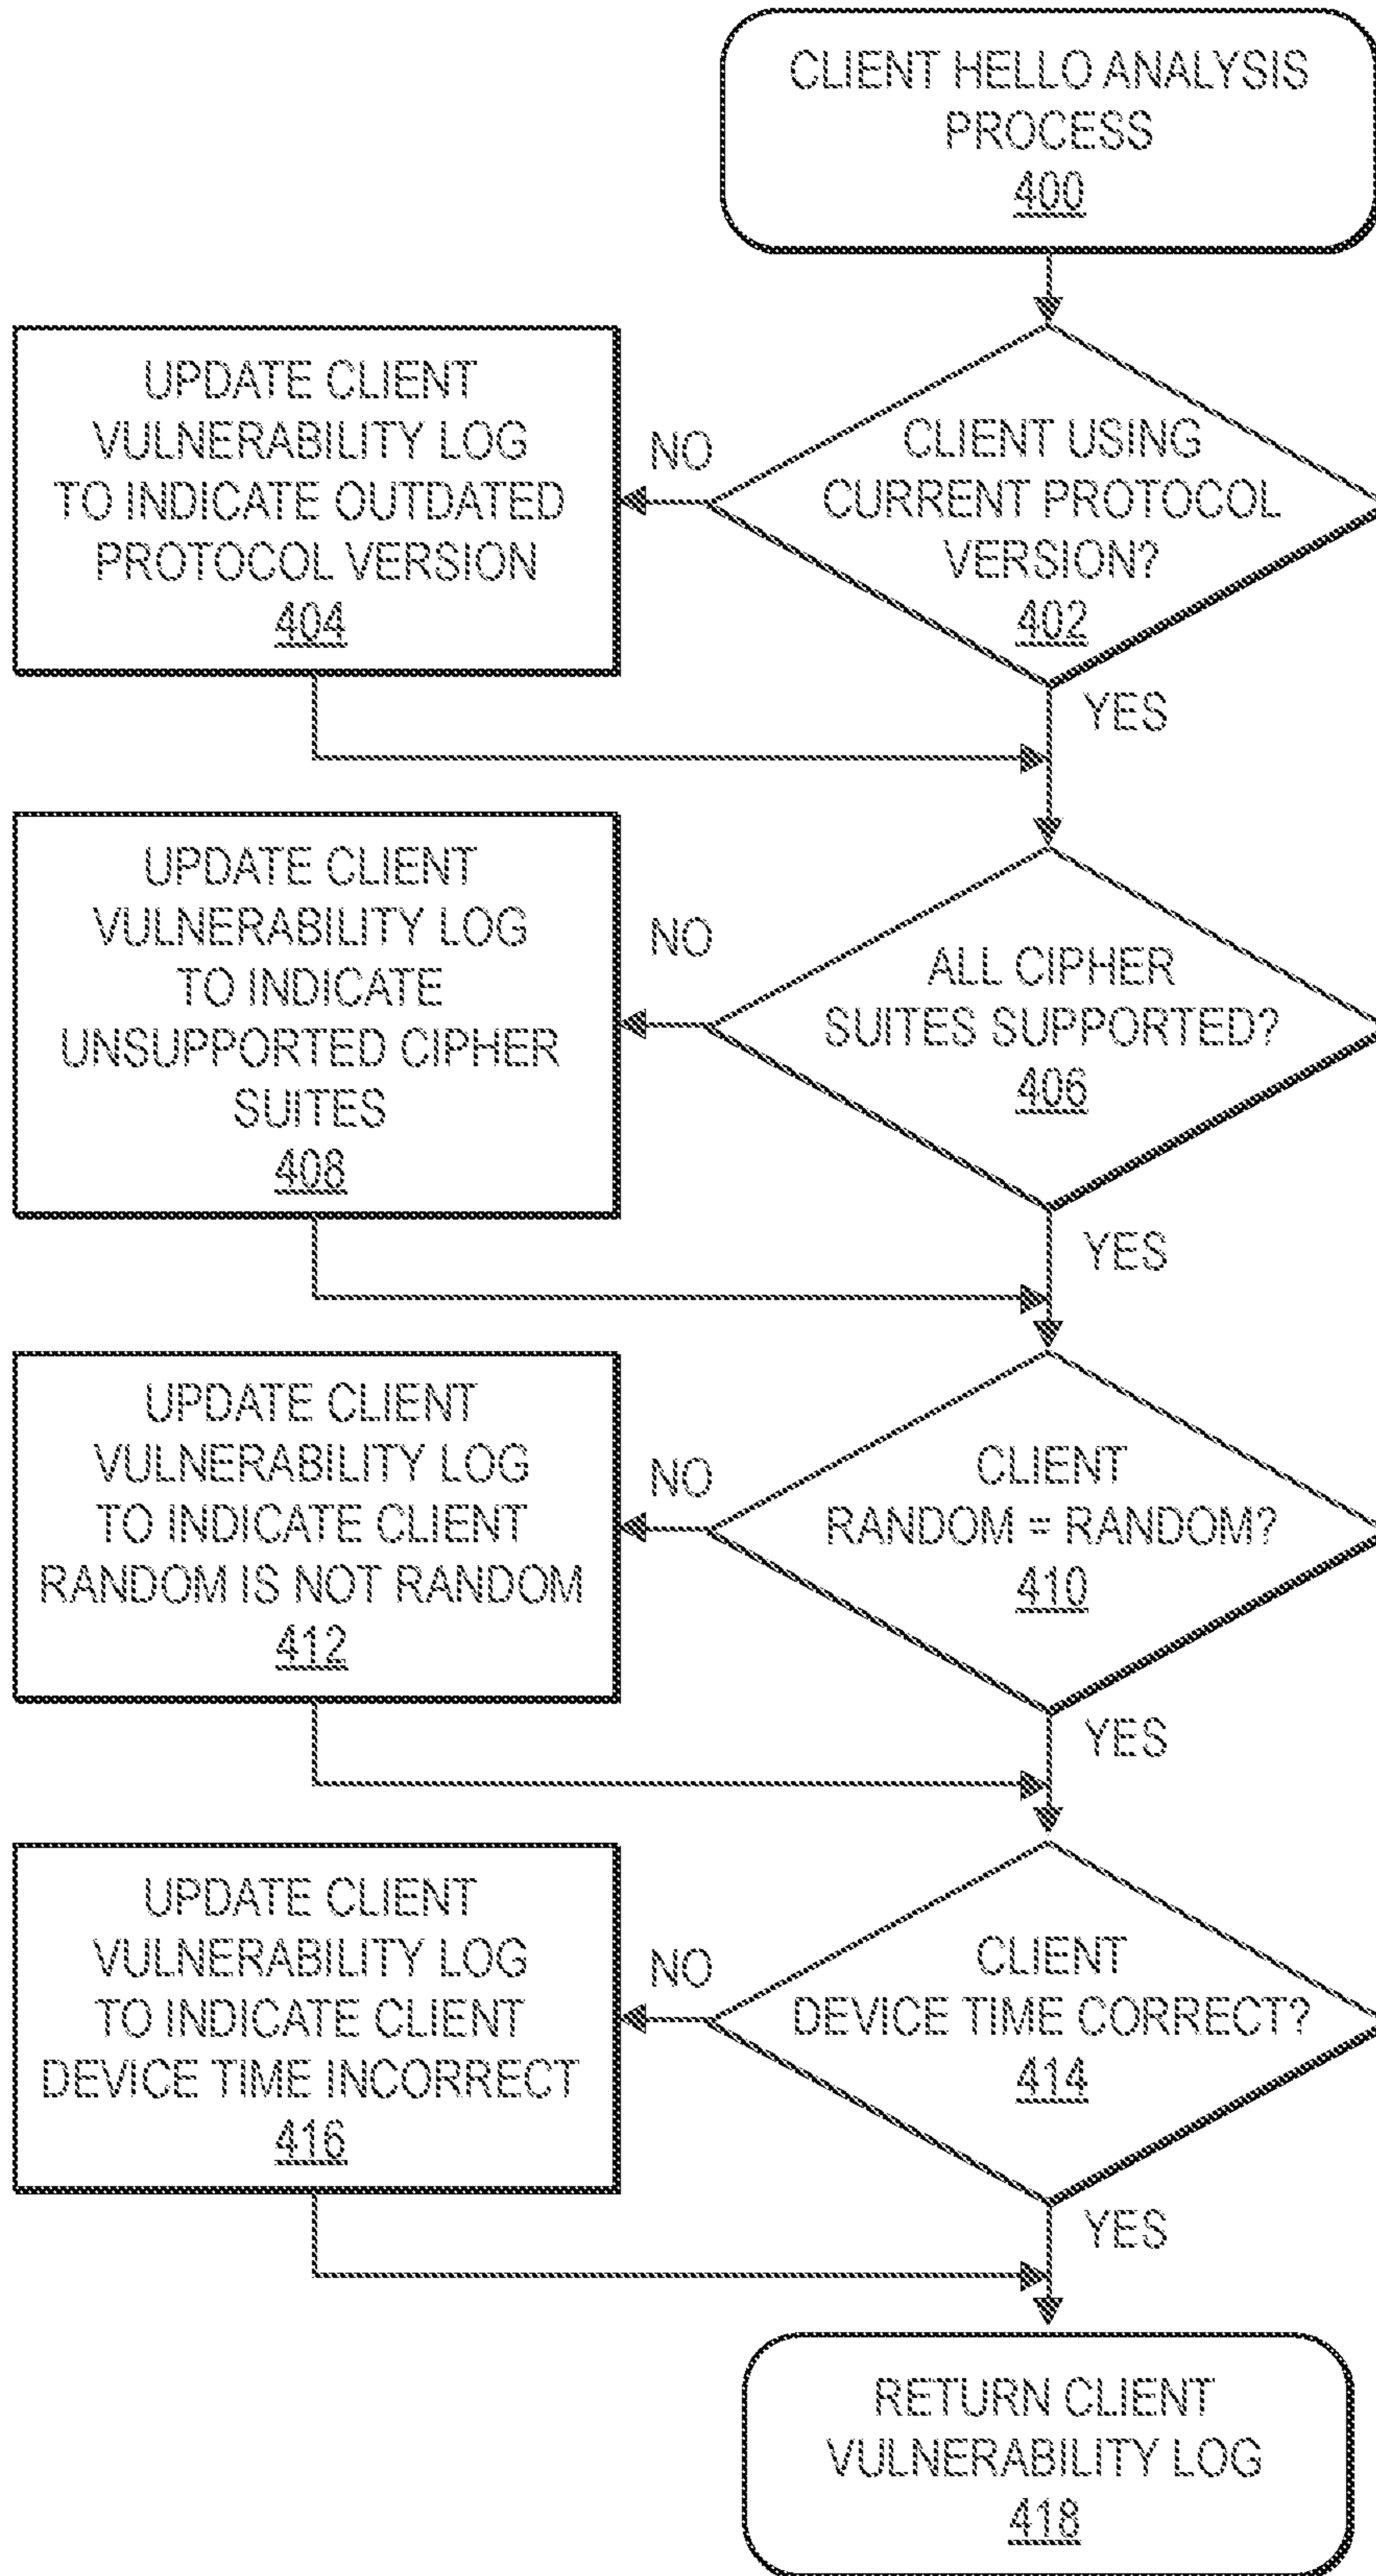 CLIENT HELLO ANALYSIS
PROCESS
400
UPDATE CLIENT
VULNERABILITY LOG
TO INDICATE OUTDATED
PROTOCOL VERSION
404
NO
CLIENT USING
CURRENT PROTOCOL
VERSION?
402
YES
UPDATE CLIENT
VULNERABILITY LOG
TO INDICATE
UNSUPPORTED CIPHER
SUITES
408
NO
ALL CIPHER
SUITES SUPPORTED?
406
YES
UPDATE CLIENT
VULNERABILITY LOG
TO INDICATE CLIENT
RANDOM IS NOT RANDOM
412
NO
CLIENT
RANDOM = RANDOM?
410
YES
UPDATE CLIENT
VULNERABILITY LOG
TO INDICATE CLIENT
DEVICE TIME INCORRECT
416
NO
CLIENT
DEVICE TIME CORRECT?
414
YES
RETURN CLIENT
VULNERABILITY LOG
418